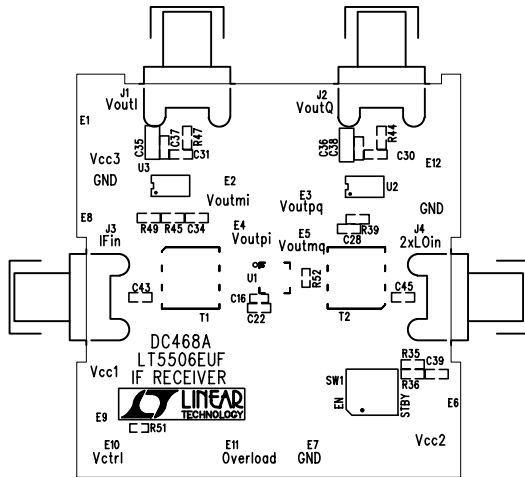 J1
VoutI
J2
VoutQ
E1
C35
C37
R47
C36
C38
R44
Vcc3
U3
C31
C30
E12
GND
E2
Voutmi
E3
Voutpq
U2
GND
E8
J3
IFin
R49
R45
C34
E4
Voutpi
E5
Voutmq
R39
C28
J4
2xLOin
U1
R52
C43
C16
C22
C45
T1
T2
DC468A
LT5506EUF
IF RECEIVER
Vcc1
LINEAR
TECHNOLOGY
R35
C39
R36
SW1
EN
STBY
E6
E9
R51
E10
Vctrl
E11
Overload
E7
GND
Vcc2